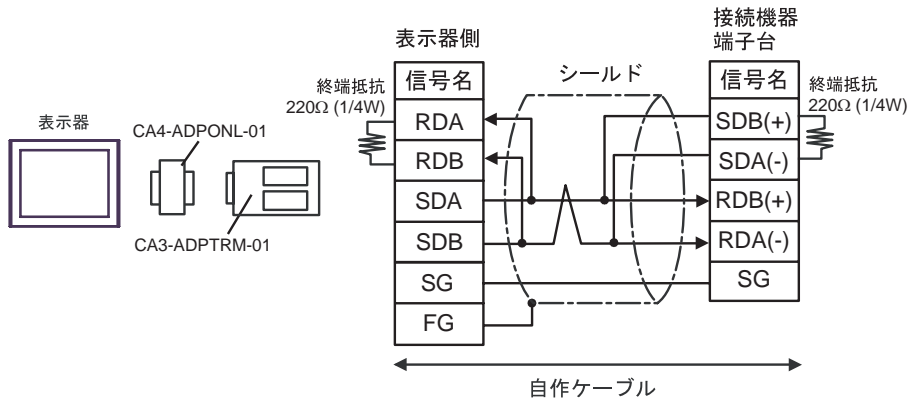 表示器
CA4-ADPONL-01
CA3-ADPTRM-01
終端抵抗
220Ω (1/4W)
表示器側
信号名
RDA
RDB
SDA
SDB
SG
FG
シールド
接続機器
端子台
信号名
SDB(+)
SDA(-)
RDB(+)
RDA(-)
SG
終端抵抗
220Ω (1/4W)
自作ケーブル